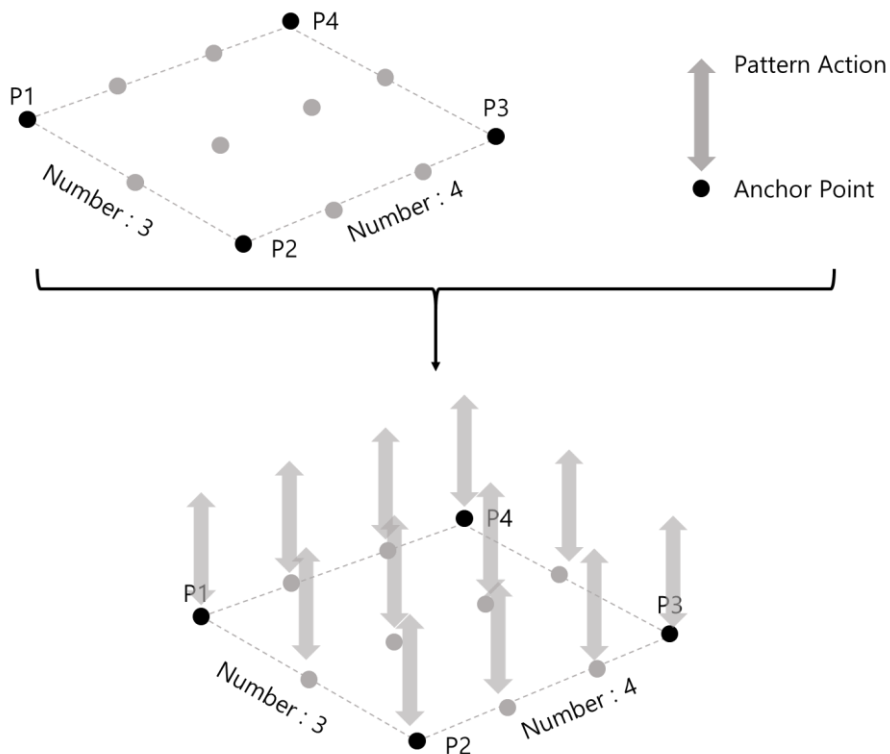 P4
Pattern Action
P1
P3
Number : 3
Number : 4
Anchor Point
P2
P4
P1
P3
Number : 3
Number : 4
P2